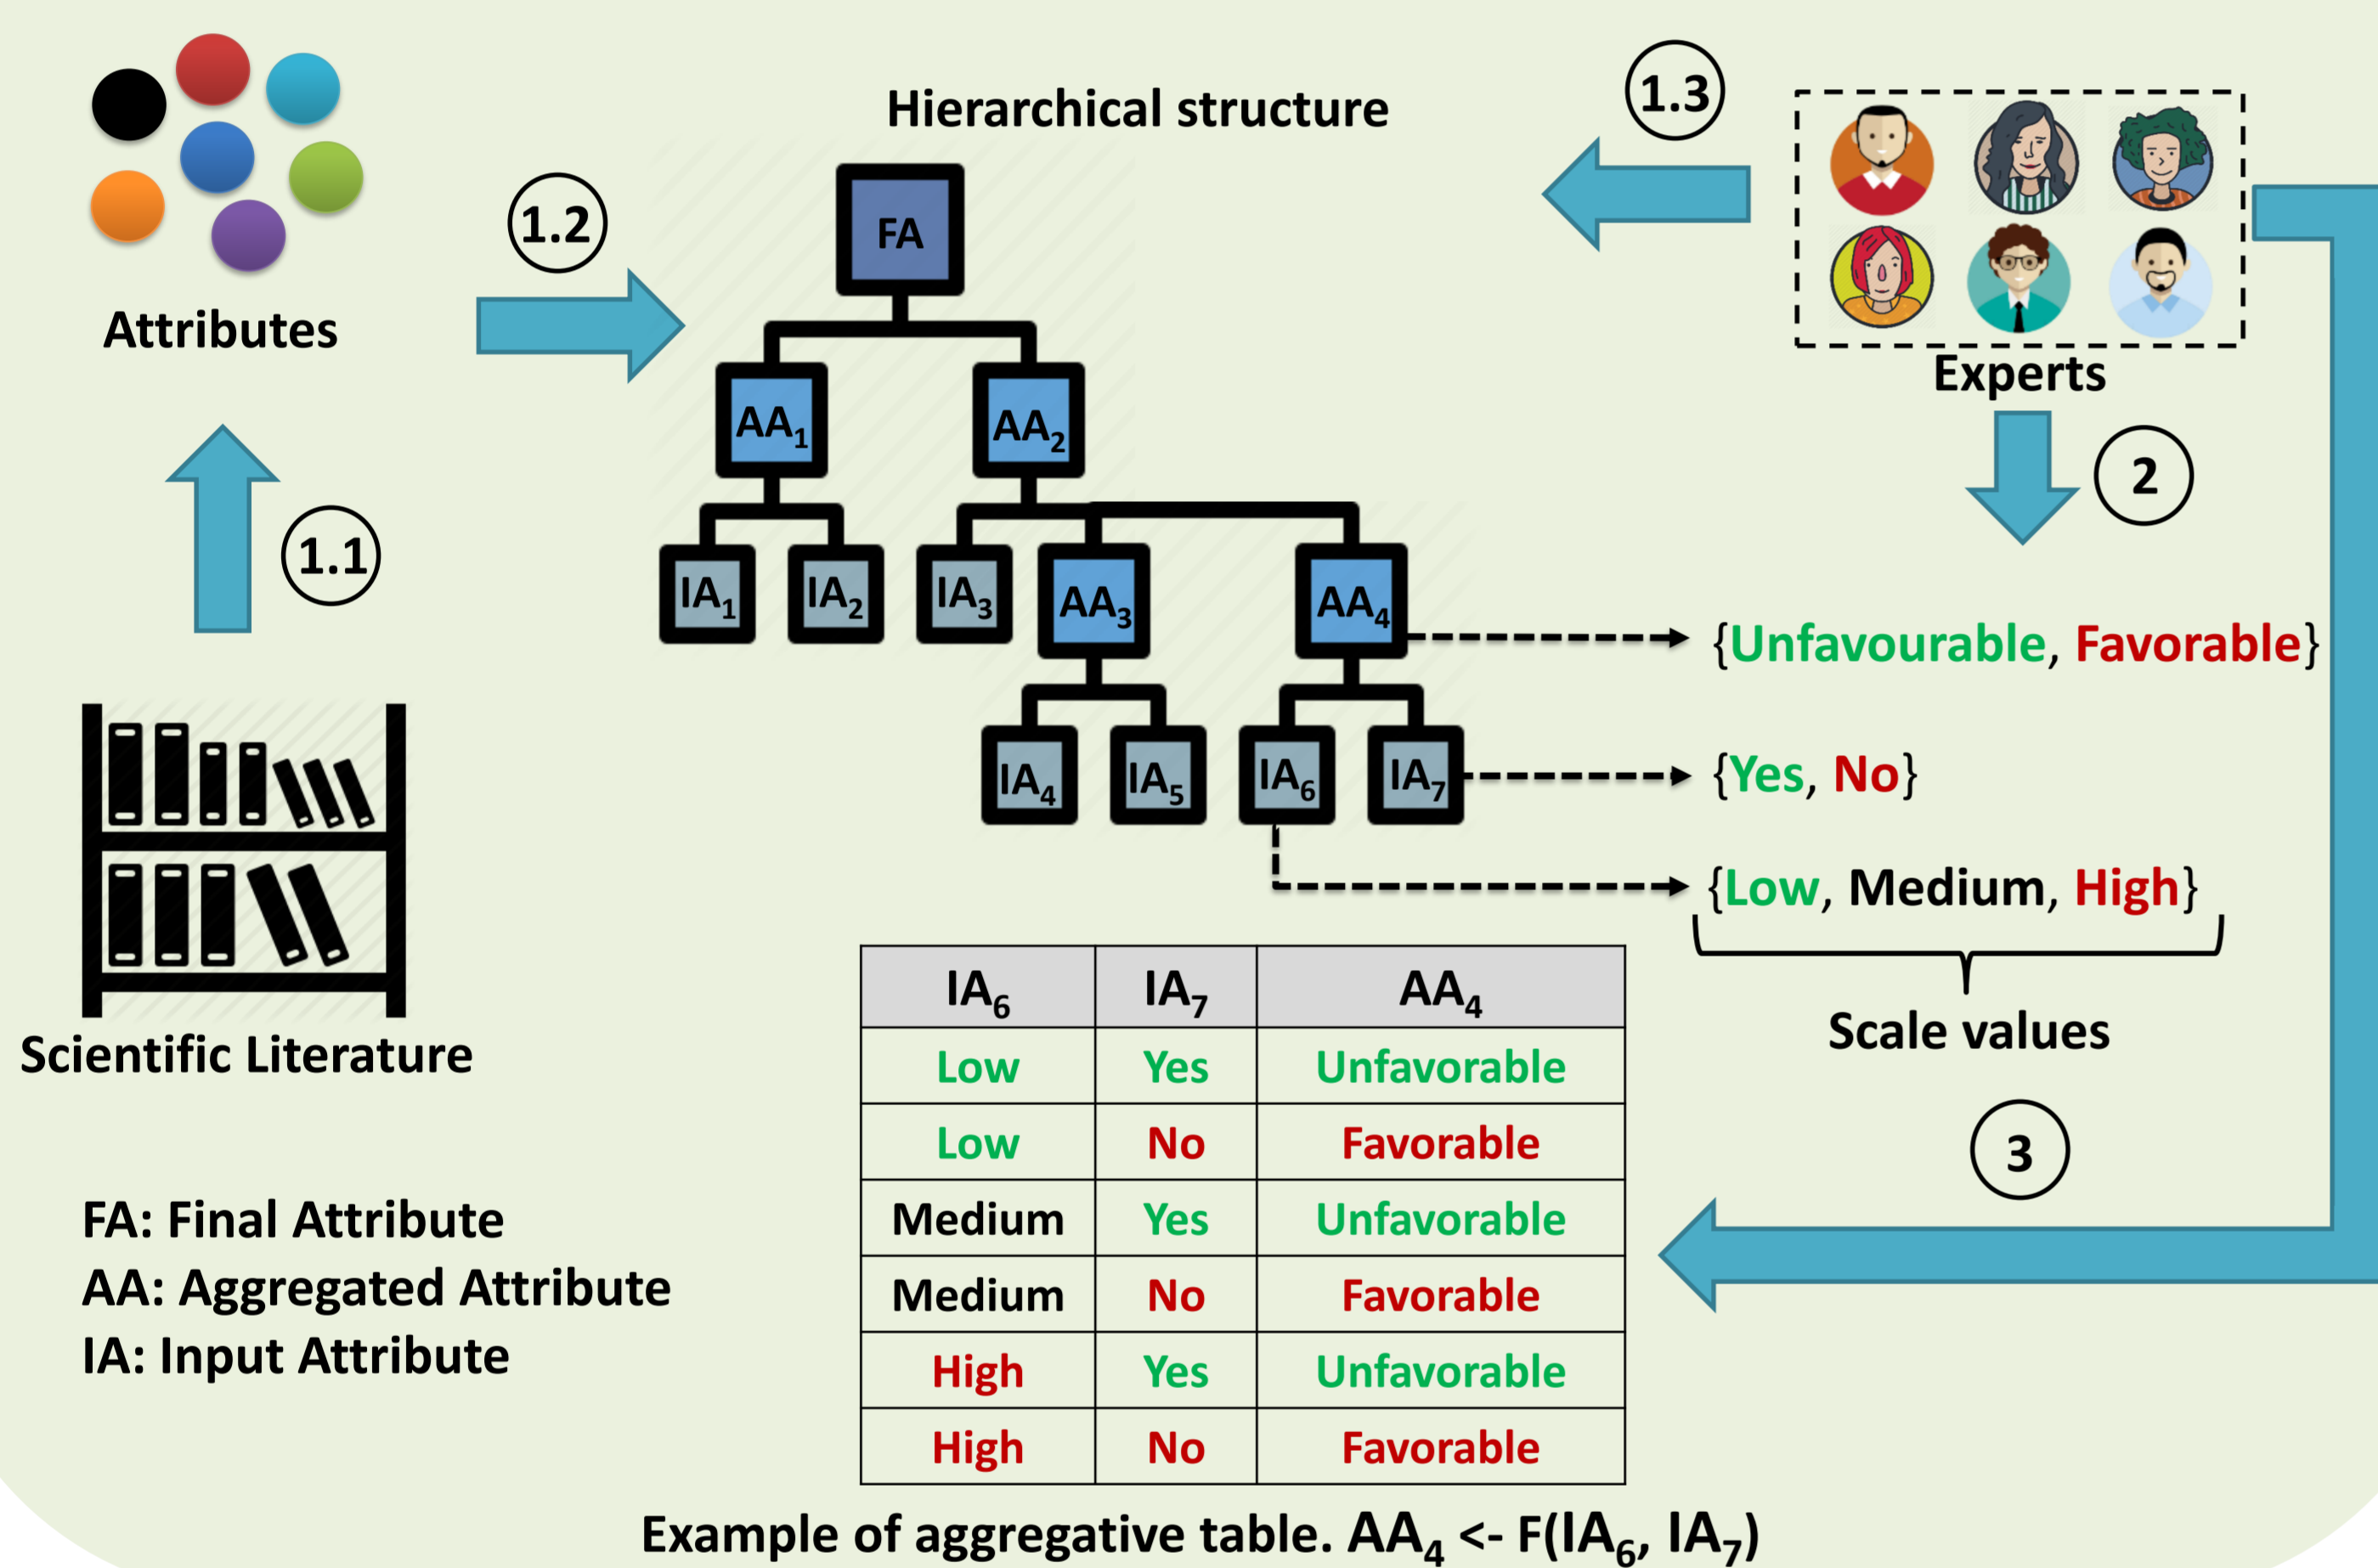 Hierarchical structure
1.3
1.2
FA
Attributes
Experts
AA1
AA2
2
1.1
IA1
IA2
IA3
AA3
AA4
{Unfavourable, Favorable}
IA4
IA5
IA6
IA7
{Yes, No}
{Low, Medium, High}
Scale values
Scientific Literature
3
FA: Final Attribute
AA: Aggregated Attribute
IA: Input Attribute
IA6 IA7 AA4
Low Yes Unfavorable
Low No Favorable
Medium Yes Unfavorable
Medium No Favorable
High Yes Unfavorable
High No Favorable
Example of aggregative table. AA4 <- F(IA6, IA7)